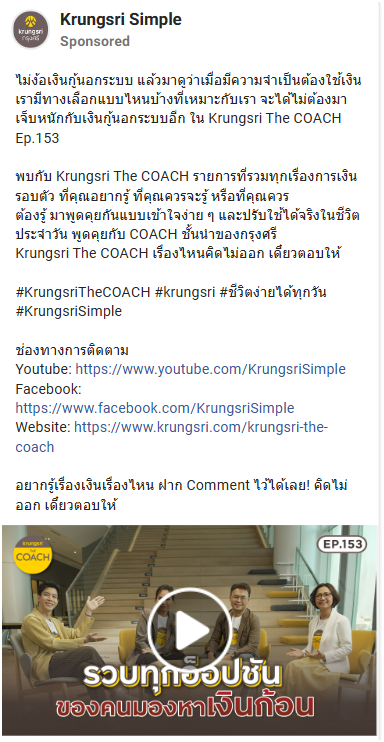 Krungsri Simple
Sponsored
ไม่ง้อเงินกู้นอกระบบ แล้วมาดูว่าเมื่อมีความจำเป็นต้องใช้เงิน
เรามีทางเลือกแบบไหนบ้างที่เหมาะกับเรา จะได้ไม่ต้องมา
เจ็บหนักกับเงินกู้นอกระบบอีก ใน Krungsri The COACH
Ep.153
พบกับ Krungsri The COACH รายการที่รวมทุกเรื่องการเงิน
รอบตัว ที่คุณอยากรู้ ที่คุณควรจะรู้ หรือที่คุณควร
ต้องรู้ มาพูดคุยกันแบบเข้าใจง่าย ๆ และปรับใช้ได้จริงในชีวิต
ประจำวัน พูดคุยกับ COACH ชั้นนำของกรุงศรี
Krungsri The COACH เรื่องไหนคิดไม่ออก เดี๋ยวตอบให้
#KrungsriTheCOACH #krungsri #ชีวิตง่ายได้ทุกวัน
#KrungsriSimple
ช่องทางการติดตาม
Youtube: https://www.youtube.com/KrungsriSimple
Facebook:
https://www.facebook.com/KrungsriSimple
Website: https://www.krungsri.com/krungsri-the-
coach
อยากรู้เรื่องเงินเรื่องไหน ฝาก Comment ไว้ได้เลย! คิดไม่
ออก เดี๋ยวตอบให้
krungsri
กรุงศรี
krungsri
THE
COACH
EP.153
รวบทุกอ็อปชัน
ของคนมองหาเงินก้อน